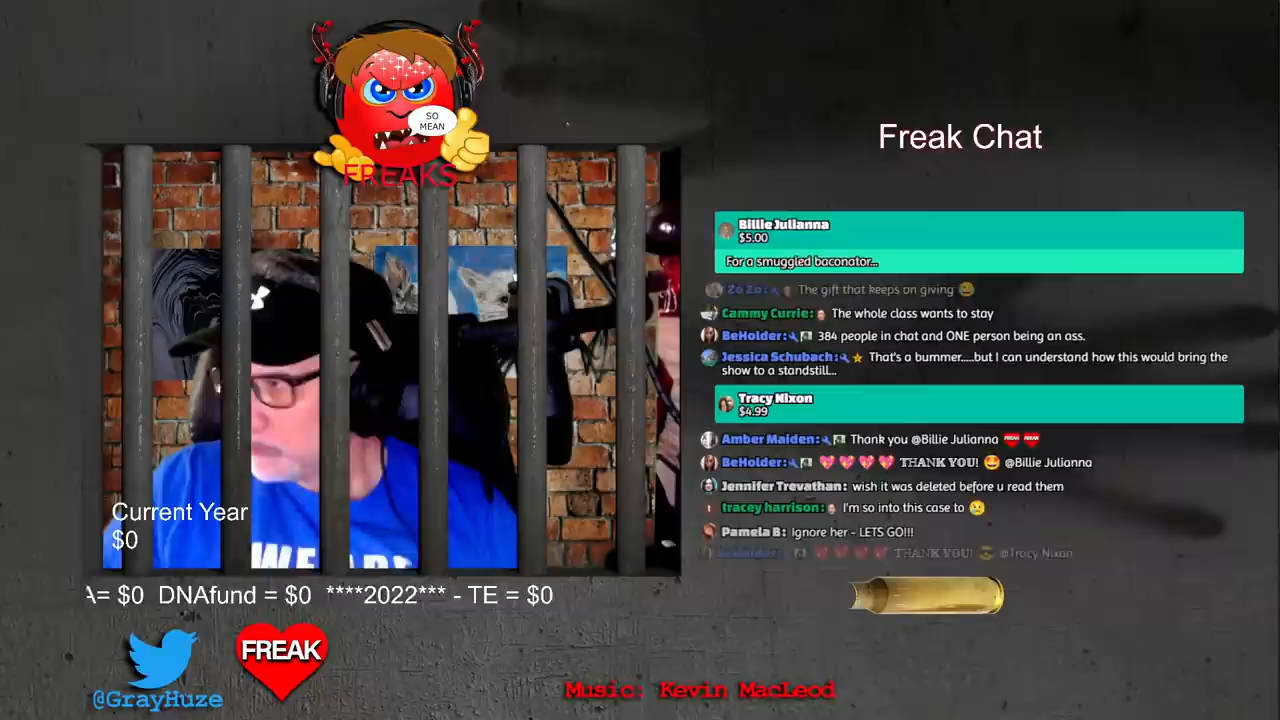 SO
MEAN
FREAKS
Freak Chat
Billie Julianna
$5.00
For a smuggled baconator...
Zo Zo: The gift that keeps on giving 😂
Cammy Currie: The whole class wants to stay
BeHolder: 384 people in chat and ONE person being an ass.
Jessica Schubach: That's a bummer.....but I can understand how this would bring the
show to a standstill...
Tracy Nixon
$4.99
Amber Maiden: Thank you @Billie Julianna FREAK FREAK
BeHolder: 💖 💖 💖 💖 THANK YOU! 🤩 @Billie Julianna
Jennifer Trevathan: wish it was deleted before u read them
tracey harrison: I'm so into this case to 😢
Pamela B: Ignore her - LETS GO!!!
BeHolder: 💖 💖 💖 💖 THANK YOU! 😎 @Tracy Nixon
Current Year
$0
WE ARE
A= $0 DNAfund = $0 ****2022*** - TE = $0
FREAK
@GrayHuze
Music: Kevin MacLeod